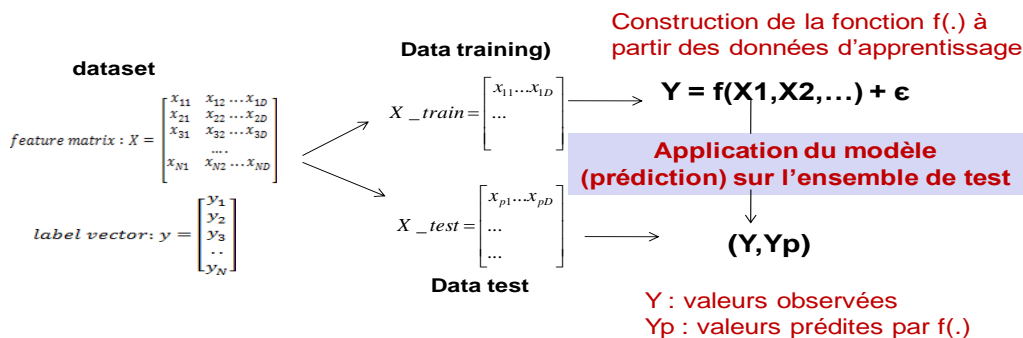 dataset
feature matrix : X = [x11 x12 ... x1D
x21 x22 ... x2D
x31 x32 ... x3D
....
xN1 xN2 ... xND]
label vector: y = [y1
y2
y3
..
yN]
Data training)
X _train = [x11...x1D
...]
X _test = [xp1...xpD
...
...]
Data test
Construction de la fonction f(.) à
partir des données d’apprentissage
Y = f(X1,X2,…) + є
Application du modèle
(prédiction) sur l’ensemble de test
(Y,Yp)
Y : valeurs observées
Yp : valeurs prédites par f(.)